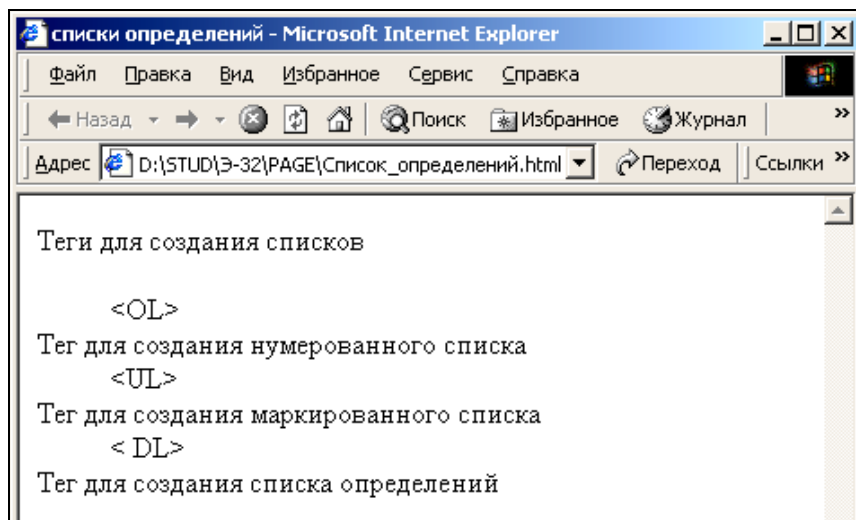 списки определений - Microsoft Internet Explorer
Файл Правка Вид Избранное Сервис Справка
Назад Поиск Избранное Журнал »
Адрес D:\STUD\Э-32\PAGE\Список_определений.html Переход Ссылки »
Теги для создания списков
<OL>
Тег для создания нумерованного списка
<UL>
Тег для создания маркированного списка
< DL>
Тег для создания списка определений